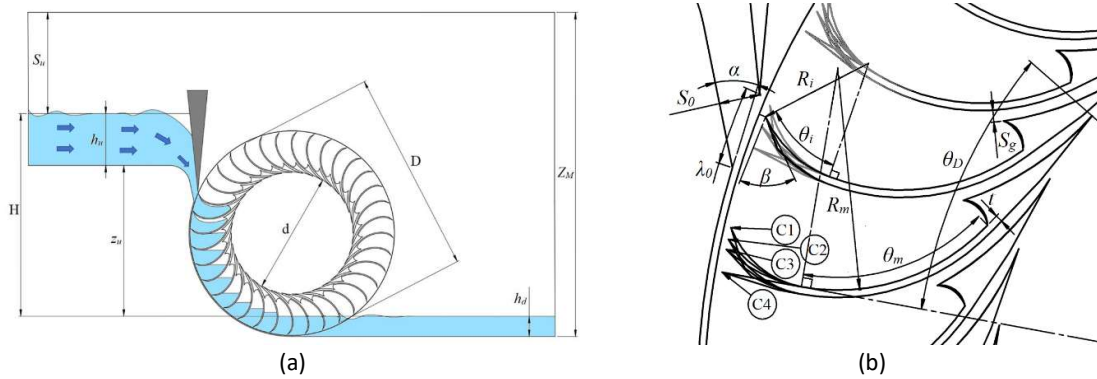 S_u
h_u
H
z_u
d
D
Z_M
h_d
(a)
α
S_0
R_i
θ_i
λ_0
β
R_m
S_g
θ_D
t
θ_m
C1
C2
C3
C4
(b)